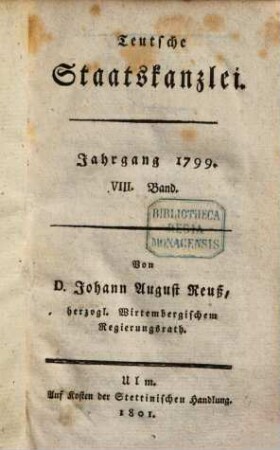 Teutsche
Staatskanzlei.
Jahrgang 1799.
VIII. Band.
BIBLIOTHECA
REGIA
MONACENSIS
Von
D. Johann August Reuß,
herzogl. Wirtembergischem
Regierungsrath.
Ulm.
Auf Kosten der Stettinischen Handlung.
1801.